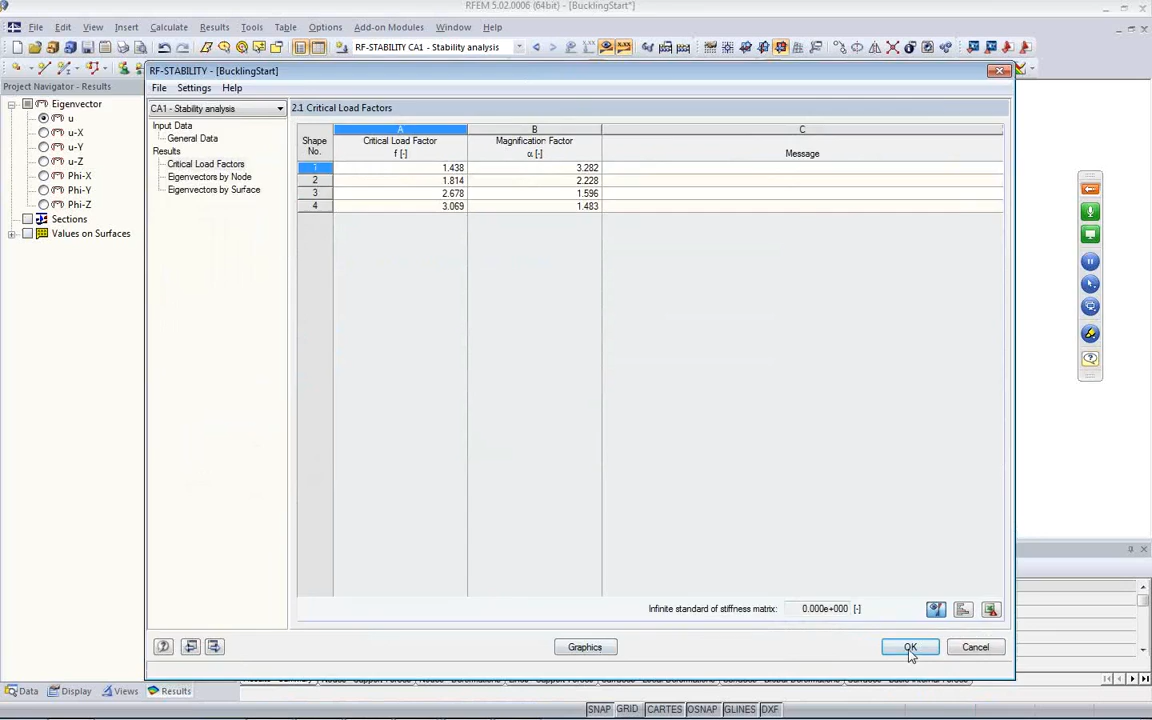 RFEM 5.02.0006 (64bit) - [BucklingStart*]
File Edit View Insert Calculate Results Tools Table Options Add-on Modules Window Help
RF-STABILITY CA1 - Stability analysis
Project Navigator - Results
Eigenvector
u
u-X
u-Y
u-Z
Phi-X
Phi-Y
Phi-Z
Sections
Values on Surfaces
RF-STABILITY - [BucklingStart]
File Settings Help
CA1 - Stability analysis
Input Data
General Data
Results
Critical Load Factors
Eigenvectors by Node
Eigenvectors by Surface
2.1 Critical Load Factors
A B C
Shape Critical Load Factor Magnification Factor
No. f [-] α [-] Message
1 1.438 3.282
2 1.814 2.228
3 2.678 1.596
4 3.069 1.483
Infinite standard of stiffness matrix: 0.000e+000 [-]
Graphics OK Cancel
Data Display Views Results
SNAP GRID CARTES OSNAP GLINES DXF